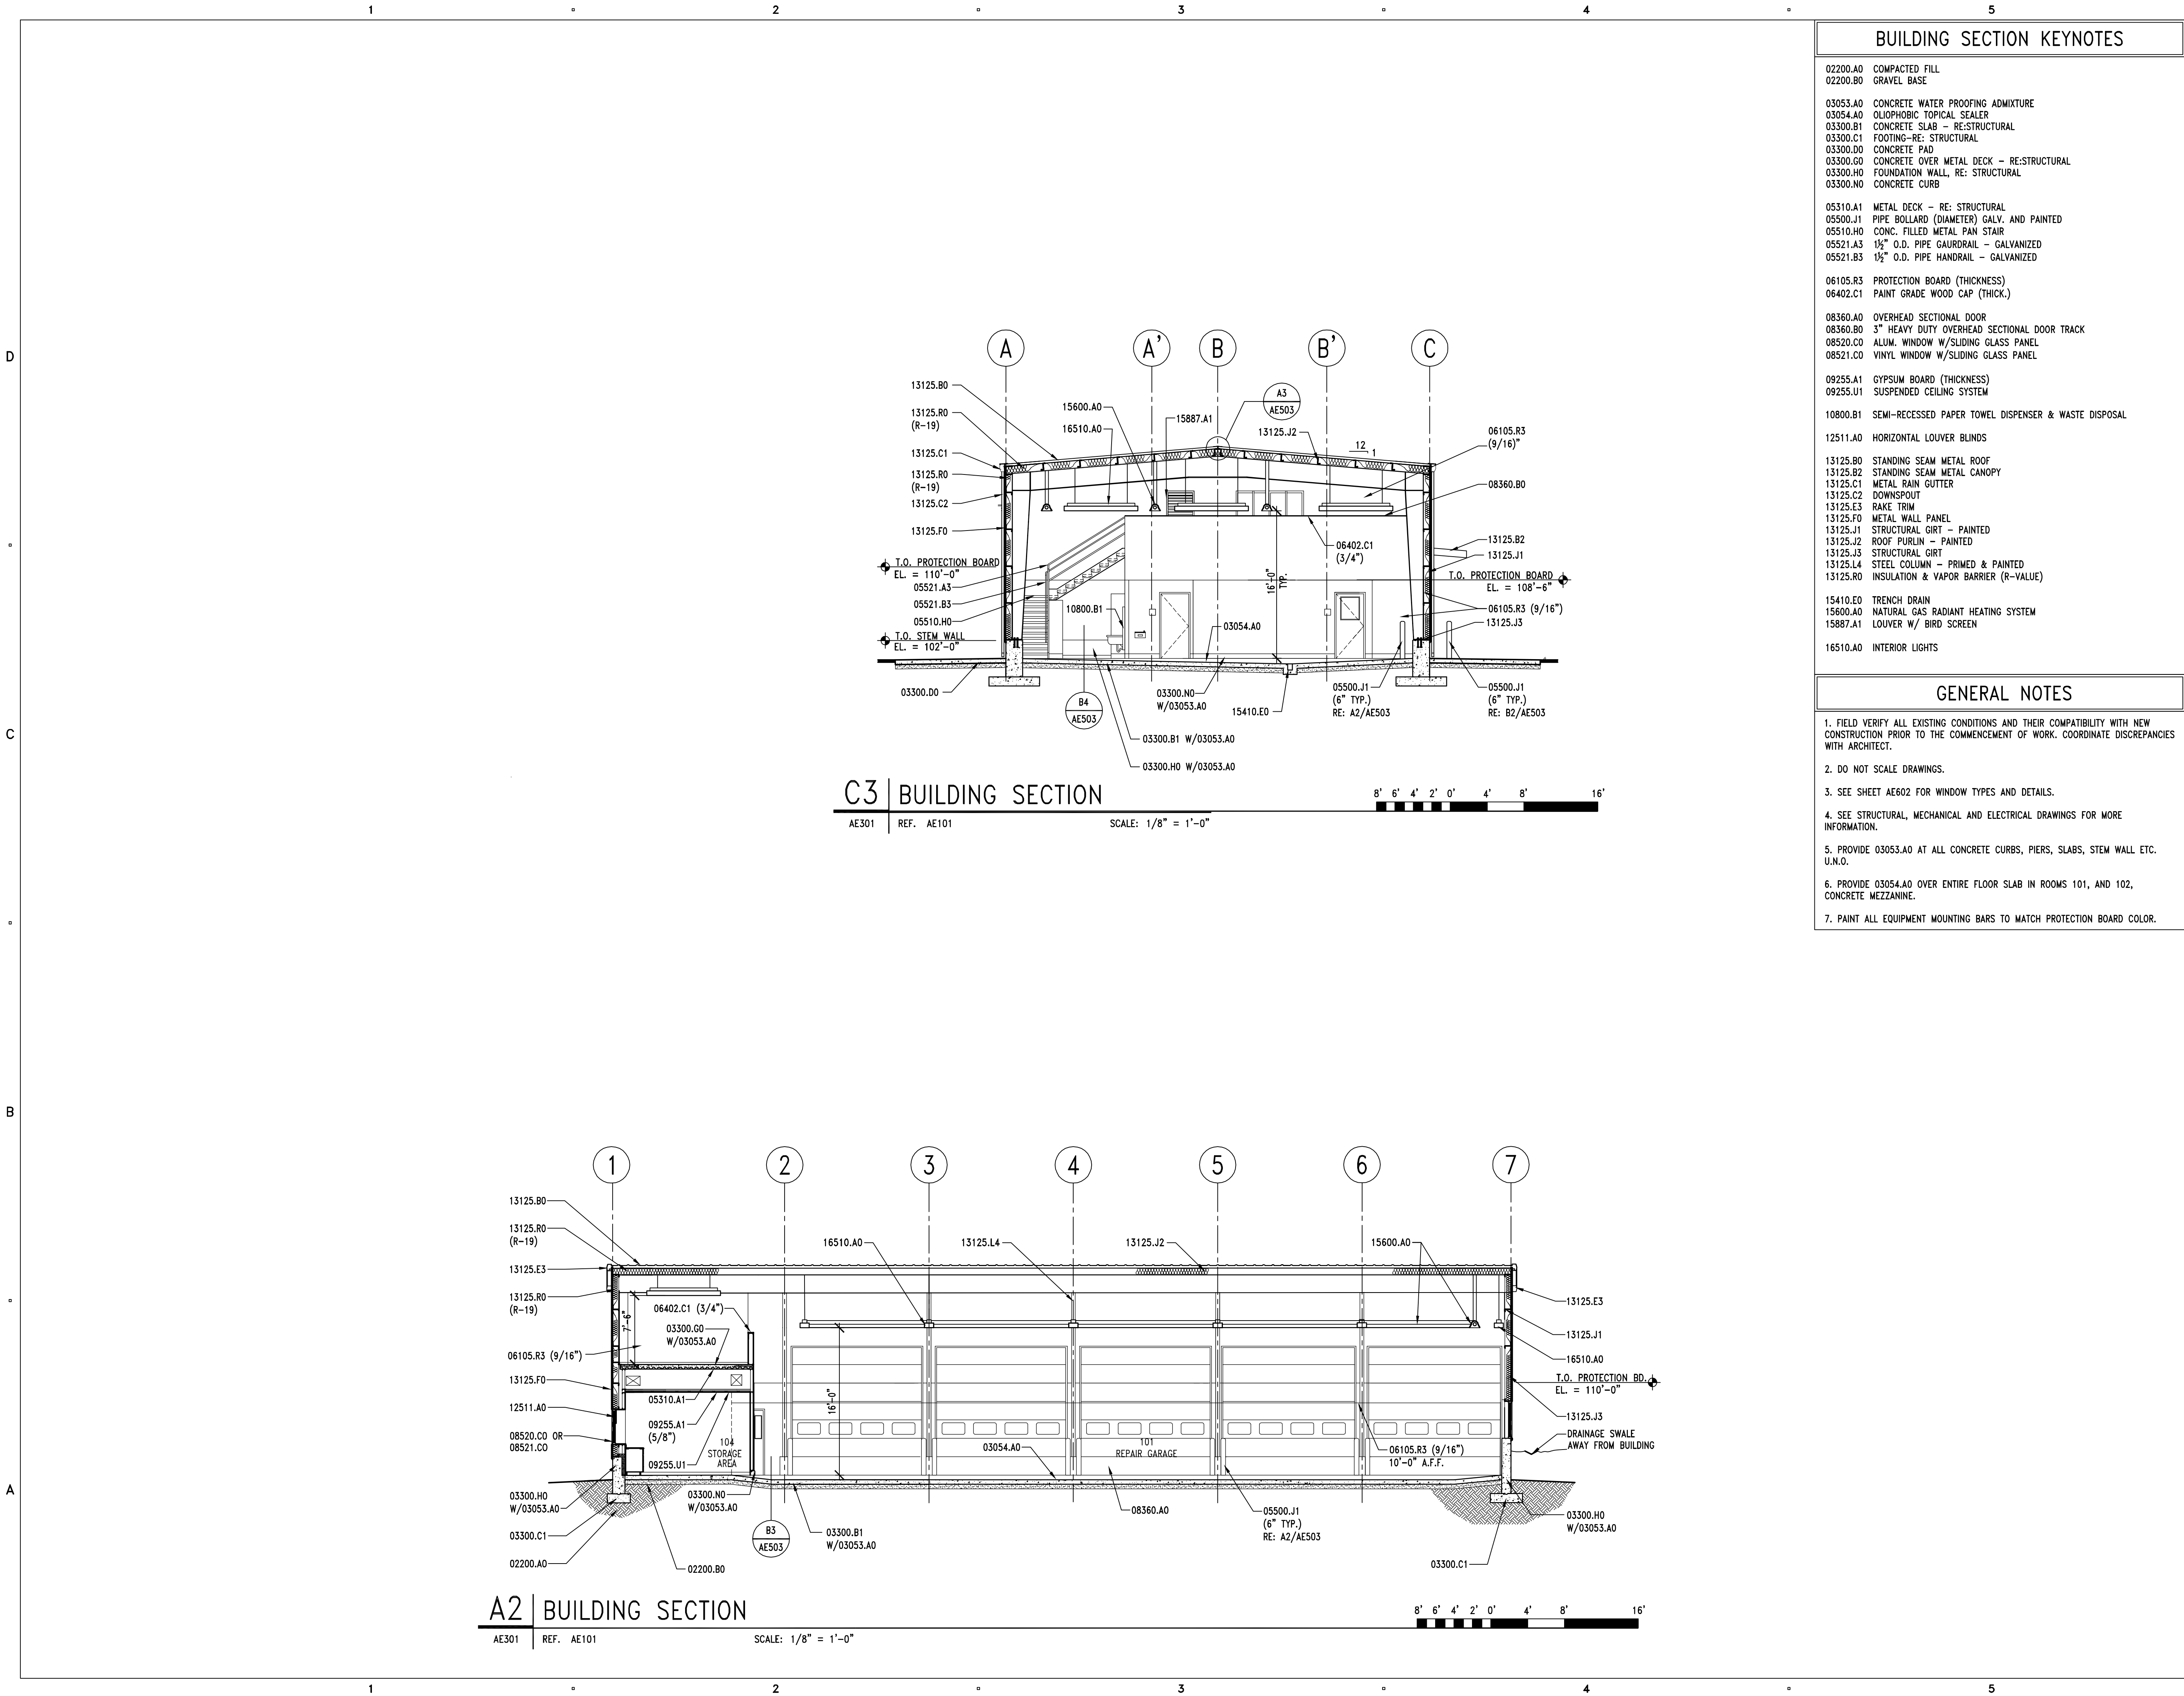 1 2 3 4 5
D
C
B
A
BUILDING SECTION KEYNOTES
02200.A0 COMPACTED FILL
02200.B0 GRAVEL BASE
03053.A0 CONCRETE WATER PROOFING ADMIXTURE
03054.A0 OLIOPHOBIC TOPICAL SEALER
03300.B1 CONCRETE SLAB – RE:STRUCTURAL
03300.C1 FOOTING–RE: STRUCTURAL
03300.D0 CONCRETE PAD
03300.G0 CONCRETE OVER METAL DECK – RE:STRUCTURAL
03300.H0 FOUNDATION WALL, RE: STRUCTURAL
03300.N0 CONCRETE CURB
05310.A1 METAL DECK – RE: STRUCTURAL
05500.J1 PIPE BOLLARD (DIAMETER) GALV. AND PAINTED
05510.H0 CONC. FILLED METAL PAN STAIR
05521.A3 1½" O.D. PIPE GAURDRAIL – GALVANIZED
05521.B3 1½" O.D. PIPE HANDRAIL – GALVANIZED
06105.R3 PROTECTION BOARD (THICKNESS)
06402.C1 PAINT GRADE WOOD CAP (THICK.)
08360.A0 OVERHEAD SECTIONAL DOOR
08360.B0 3" HEAVY DUTY OVERHEAD SECTIONAL DOOR TRACK
08520.C0 ALUM. WINDOW W/SLIDING GLASS PANEL
08521.C0 VINYL WINDOW W/SLIDING GLASS PANEL
09255.A1 GYPSUM BOARD (THICKNESS)
09255.U1 SUSPENDED CEILING SYSTEM
10800.B1 SEMI–RECESSED PAPER TOWEL DISPENSER & WASTE DISPOSAL
12511.A0 HORIZONTAL LOUVER BLINDS
13125.B0 STANDING SEAM METAL ROOF
13125.B2 STANDING SEAM METAL CANOPY
13125.C1 METAL RAIN GUTTER
13125.C2 DOWNSPOUT
13125.E3 RAKE TRIM
13125.F0 METAL WALL PANEL
13125.J1 STRUCTURAL GIRT – PAINTED
13125.J2 ROOF PURLIN – PAINTED
13125.J3 STRUCTURAL GIRT
13125.L4 STEEL COLUMN – PRIMED & PAINTED
13125.R0 INSULATION & VAPOR BARRIER (R–VALUE)
15410.E0 TRENCH DRAIN
15600.A0 NATURAL GAS RADIANT HEATING SYSTEM
15887.A1 LOUVER W/ BIRD SCREEN
16510.A0 INTERIOR LIGHTS
GENERAL NOTES
1. FIELD VERIFY ALL EXISTING CONDITIONS AND THEIR COMPATIBILITY WITH NEW
CONSTRUCTION PRIOR TO THE COMMENCEMENT OF WORK. COORDINATE DISCREPANCIES
WITH ARCHITECT.
2. DO NOT SCALE DRAWINGS.
3. SEE SHEET AE602 FOR WINDOW TYPES AND DETAILS.
4. SEE STRUCTURAL, MECHANICAL AND ELECTRICAL DRAWINGS FOR MORE
INFORMATION.
5. PROVIDE 03053.A0 AT ALL CONCRETE CURBS, PIERS, SLABS, STEM WALL ETC.
U.N.O.
6. PROVIDE 03054.A0 OVER ENTIRE FLOOR SLAB IN ROOMS 101, AND 102,
CONCRETE MEZZANINE.
7. PAINT ALL EQUIPMENT MOUNTING BARS TO MATCH PROTECTION BOARD COLOR.
A A' B B' C
13125.B0
13125.R0
(R–19)
13125.C1
13125.R0
(R–19)
13125.C2
13125.F0
T.O. PROTECTION BOARD
EL. = 110'–0"
05521.A3
05521.B3
05510.H0
T.O. STEM WALL
EL. = 102'–0"
03300.D0
15600.A0
16510.A0
15887.A1
A3
AE503
13125.J2
12
1
06105.R3
(9/16)"
08360.B0
06402.C1
(3/4")
16'–0"
TYP.
13125.B2
13125.J1
T.O. PROTECTION BOARD
EL. = 108'–6"
06105.R3 (9/16")
13125.J3
10800.B1
03054.A0
B4
AE503
03300.N0
W/03053.A0
15410.E0
05500.J1
(6" TYP.)
RE: A2/AE503
05500.J1
(6" TYP.)
RE: B2/AE503
03300.B1 W/03053.A0
03300.H0 W/03053.A0
C3 BUILDING SECTION
AE301 REF. AE101 SCALE: 1/8" = 1'–0"
8' 6' 4' 2' 0' 4' 8' 16'
1 2 3 4 5 6 7
13125.B0
13125.R0
(R–19)
13125.E3
13125.R0
(R–19)
06105.R3 (9/16")
13125.F0
12511.A0
08520.CO OR
08521.CO
03300.H0
W/03053.A0
03300.C1
02200.A0
7'–6"
06402.C1 (3/4")
03300.G0
W/03053.A0
05310.A1
09255.A1
(5/8")
09255.U1
104
STORAGE
AREA
03300.N0
W/03053.A0
02200.B0
B3
AE503
03300.B1
W/03053.A0
16510.A0
13125.L4
13125.J2
15600.A0
16'–0"
03054.A0
101
REPAIR GARAGE
08360.A0
05500.J1
(6" TYP.)
RE: A2/AE503
06105.R3 (9/16")
10'–0" A.F.F.
13125.E3
13125.J1
16510.A0
T.O. PROTECTION BD.
EL. = 110'–0"
13125.J3
DRAINAGE SWALE
AWAY FROM BUILDING
03300.H0
W/03053.A0
03300.C1
A2 BUILDING SECTION
AE301 REF. AE101 SCALE: 1/8" = 1'–0"
8' 6' 4' 2' 0' 4' 8' 16'
1 2 3 4 5